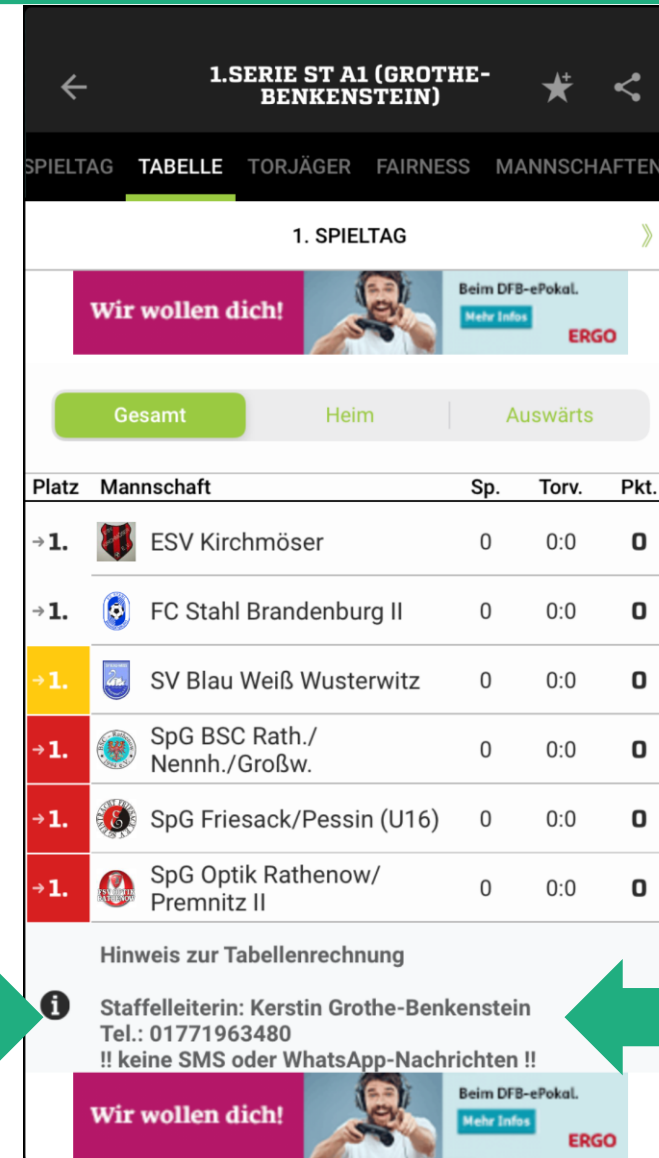 1.SERIE ST A1 (GROTHE-
BENKENSTEIN)
SPIELTAG TABELLE TORJÄGER FAIRNESS MANNSCHAFTEN
1. SPIELTAG
Wir wollen dich!
Beim DFB-ePokal.
Mehr Infos
ERGO
Gesamt Heim Auswärts
Platz Mannschaft Sp. Torv. Pkt.
1. ESV Kirchmöser 0 0:0 0
1. FC Stahl Brandenburg II 0 0:0 0
1. SV Blau Weiß Wusterwitz 0 0:0 0
1. SpG BSC Rath./
Nennh./Großw. 0 0:0 0
1. SpG Friesack/Pessin (U16) 0 0:0 0
1. SpG Optik Rathenow/
Premnitz II 0 0:0 0
Hinweis zur Tabellenrechnung
Staffelleiterin: Kerstin Grothe-Benkenstein
Tel.: 01771963480
!! keine SMS oder WhatsApp-Nachrichten !!
Wir wollen dich!
Beim DFB-ePokal.
Mehr Infos
ERGO